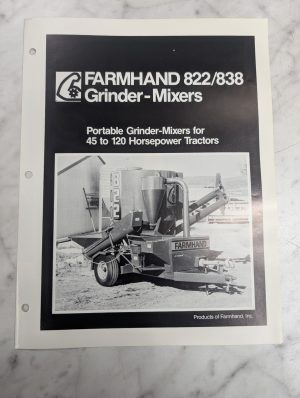 FARMHAND 822/838
Grinder-Mixers
Portable Grinder-Mixers for
45 to 120 Horsepower Tractors
822
FARMHAND
Products of Farmhand, Inc.